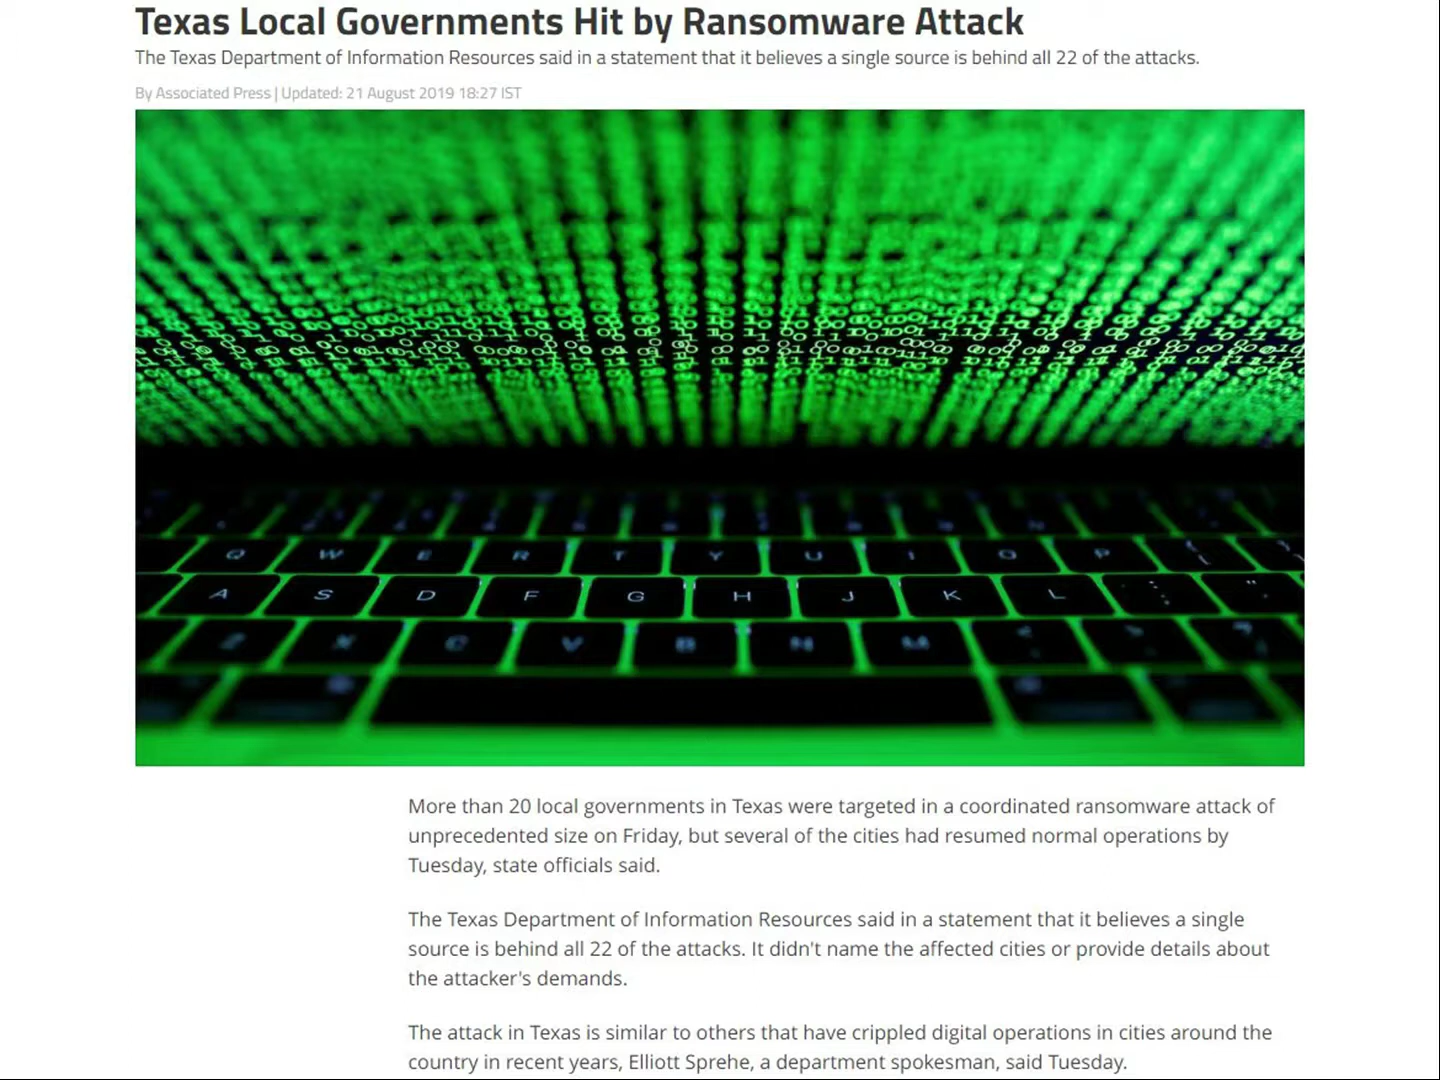 Texas Local Governments Hit by Ransomware Attack
The Texas Department of Information Resources said in a statement that it believes a single source is behind all 22 of the attacks.
By Associated Press | Updated: 21 August 2019 18:27 IST
Q W E R T Y U I O P
A S D F G H J K L
Z X C V B N M
More than 20 local governments in Texas were targeted in a coordinated ransomware attack of
unprecedented size on Friday, but several of the cities had resumed normal operations by
Tuesday, state officials said.
The Texas Department of Information Resources said in a statement that it believes a single
source is behind all 22 of the attacks. It didn't name the affected cities or provide details about
the attacker's demands.
The attack in Texas is similar to others that have crippled digital operations in cities around the
country in recent years, Elliott Sprehe, a department spokesman, said Tuesday.